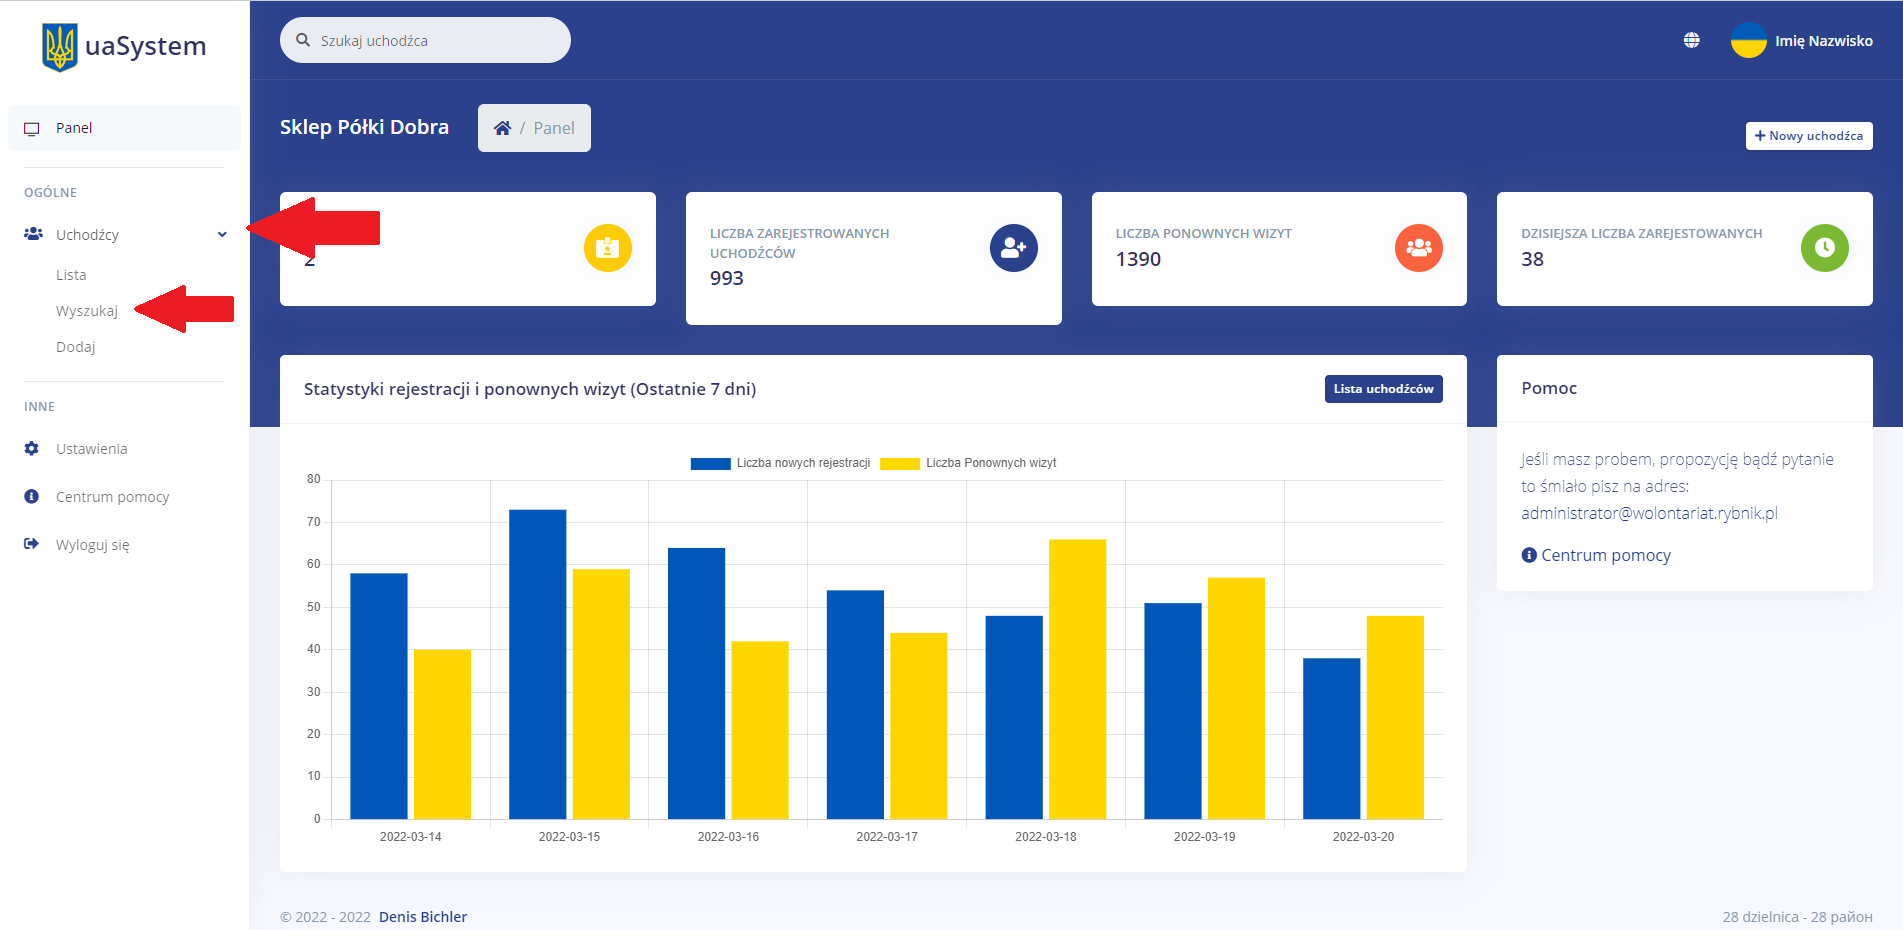 uaSystem
Szukaj uchodźca
Imię Nazwisko
Panel
OGÓLNE
Uchodźcy
Lista
Wyszukaj
Dodaj
INNE
Ustawienia
Centrum pomocy
Wyloguj się
Sklep Półki Dobra
/ Panel
+ Nowy uchodźca
2
LICZBA ZAREJESTROWANYCH
UCHODŹCÓW
993
LICZBA PONOWNYCH WIZYT
1390
DZISIEJSZA LICZBA ZAREJESTOWANYCH
38
Statystyki rejestracji i ponownych wizyt (Ostatnie 7 dni)
Lista uchodźców
Liczba nowych rejestracji
Liczba Ponownych wizyt
80
70
60
50
40
30
20
10
0
2022-03-14
2022-03-15
2022-03-16
2022-03-17
2022-03-18
2022-03-19
2022-03-20
Pomoc
Jeśli masz probem, propozycję bądź pytanie
to śmiało pisz na adres:
administrator@wolontariat.rybnik.pl
Centrum pomocy
© 2022 - 2022 Denis Bichler
28 dzielnica - 28 район